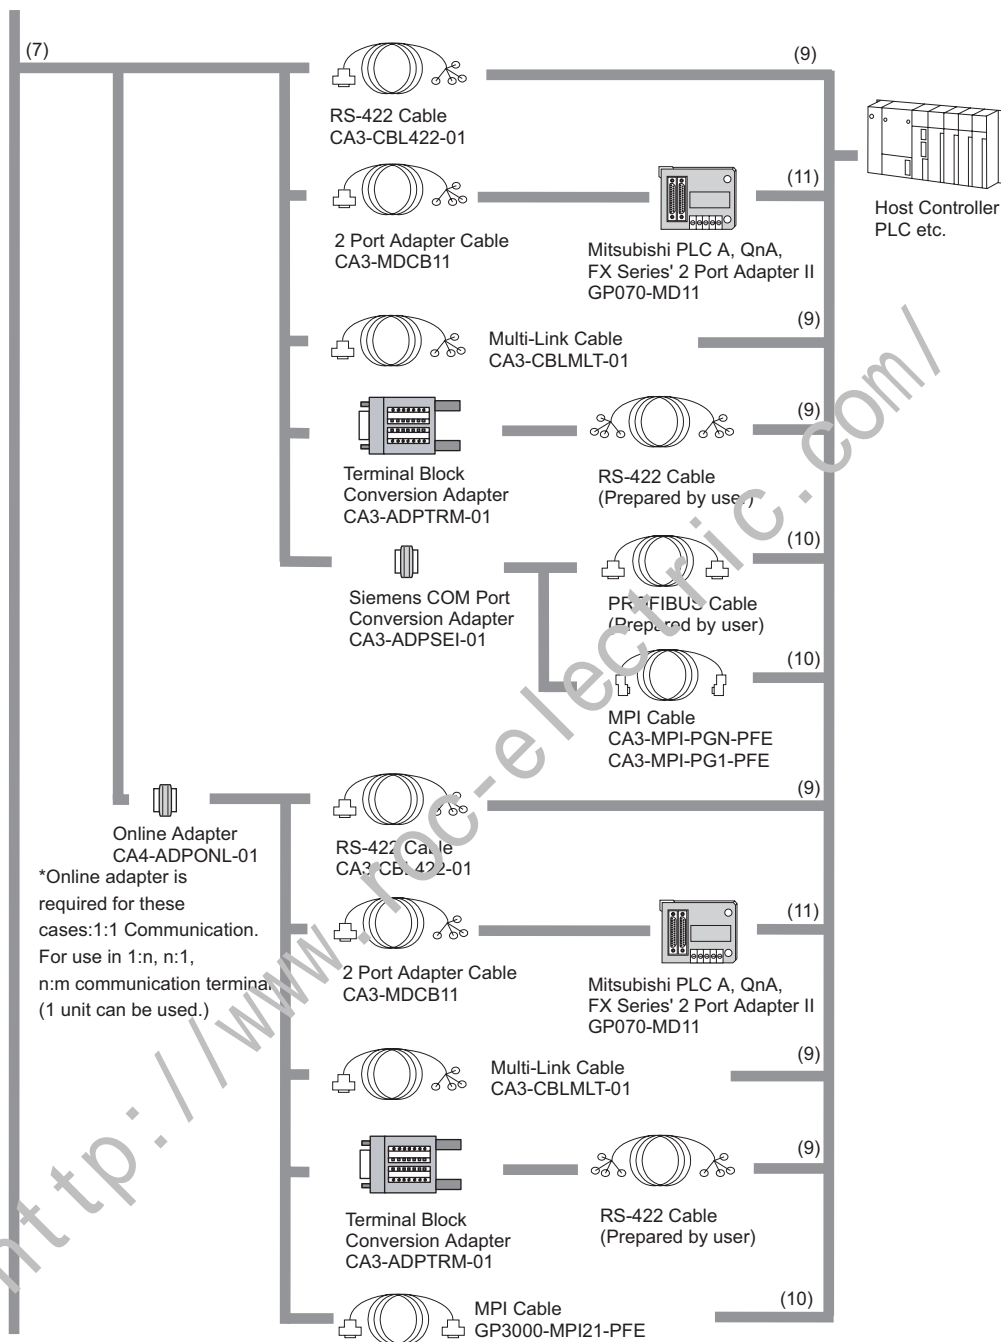 (7)
(9)
RS-422 Cable
CA3-CBL422-01
Host Controller
PLC etc.
(11)
2 Port Adapter Cable
CA3-MDCB11
Mitsubishi PLC A, QnA,
FX Series' 2 Port Adapter II
GP070-MD11
(9)
Multi-Link Cable
CA3-CBLMLT-01
(9)
Terminal Block
Conversion Adapter
CA3-ADPTRM-01
RS-422 Cable
(Prepared by user)
(10)
Siemens COM Port
Conversion Adapter
CA3-ADPSEI-01
PROFIBUS Cable
(Prepared by user)
(10)
MPI Cable
CA3-MPI-PGN-PFE
CA3-MPI-PG1-PFE
(9)
Online Adapter
CA4-ADPONL-01
*Online adapter is
required for these
cases:1:1 Communication.
For use in 1:n, n:1,
n:m communication terminal
(1 unit can be used.)
RS-422 Cable
CA3-CBL422-01
(11)
2 Port Adapter Cable
CA3-MDCB11
Mitsubishi PLC A, QnA,
FX Series' 2 Port Adapter II
GP070-MD11
(9)
Multi-Link Cable
CA3-CBLMLT-01
(9)
Terminal Block
Conversion Adapter
CA3-ADPTRM-01
RS-422 Cable
(Prepared by user)
(10)
MPI Cable
GP3000-MPI21-PFE
http://www.roc-electric.com/